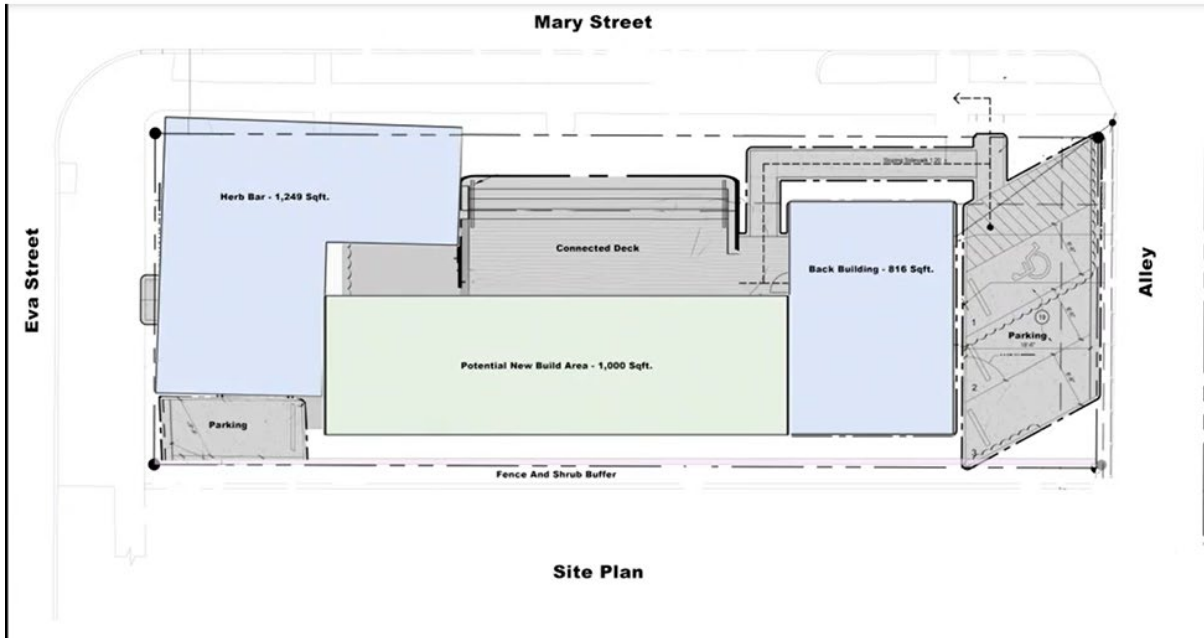 Mary Street
Herb Bar - 1,249 Sqft.
Connected Deck
Back Building - 816 Sqft.
Eva Street
Alley
Potential New Build Area - 1,000 Sqft.
Parking
1
2
3
19
Parking
Fence And Shrub Buffer
Site Plan